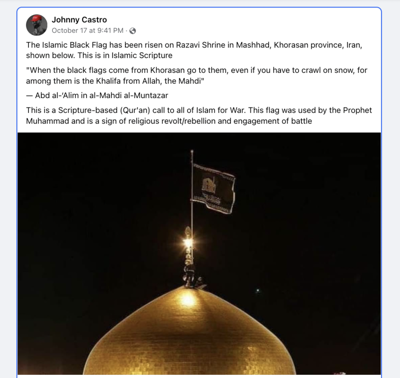 Johnny Castro
October 17 at 9:41 PM ·
The Islamic Black Flag has been risen on Razavi Shrine in Mashhad, Khorasan province, Iran,
shown below. This is in Islamic Scripture
"When the black flags come from Khorasan go to them, even if you have to crawl on snow, for
among them is the Khalifa from Allah, the Mahdi"
— Abd al-'Alim in al-Mahdi al-Muntazar
This is a Scripture-based (Qur'an) call to all of Islam for War. This flag was used by the Prophet
Muhammad and is a sign of religious revolt/rebellion and engagement of battle